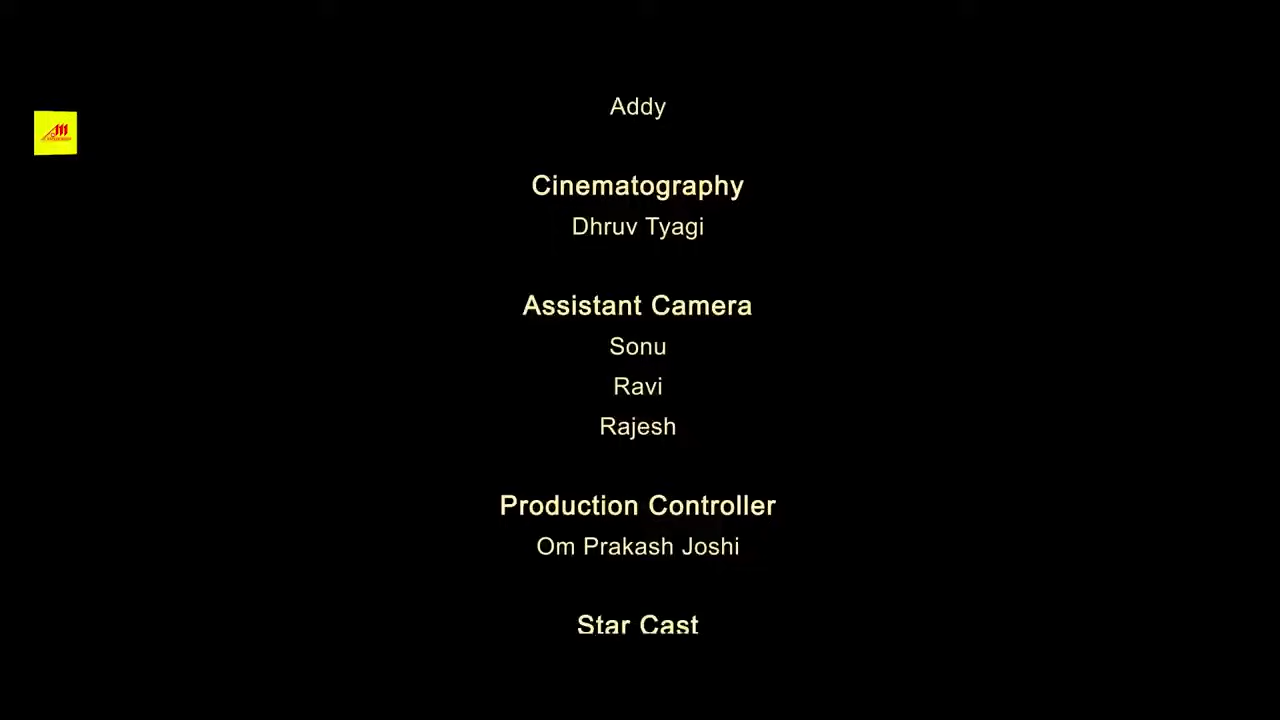 Addy
Cinematography
Dhruv Tyagi
Assistant Camera
Sonu
Ravi
Rajesh
Production Controller
Om Prakash Joshi
Star Cast